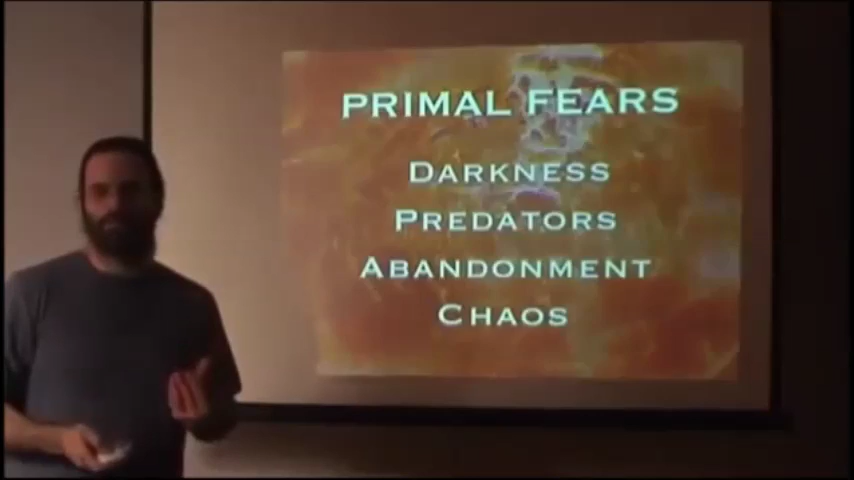 PRIMAL FEARS
DARKNESS
PREDATORS
ABANDONMENT
CHAOS